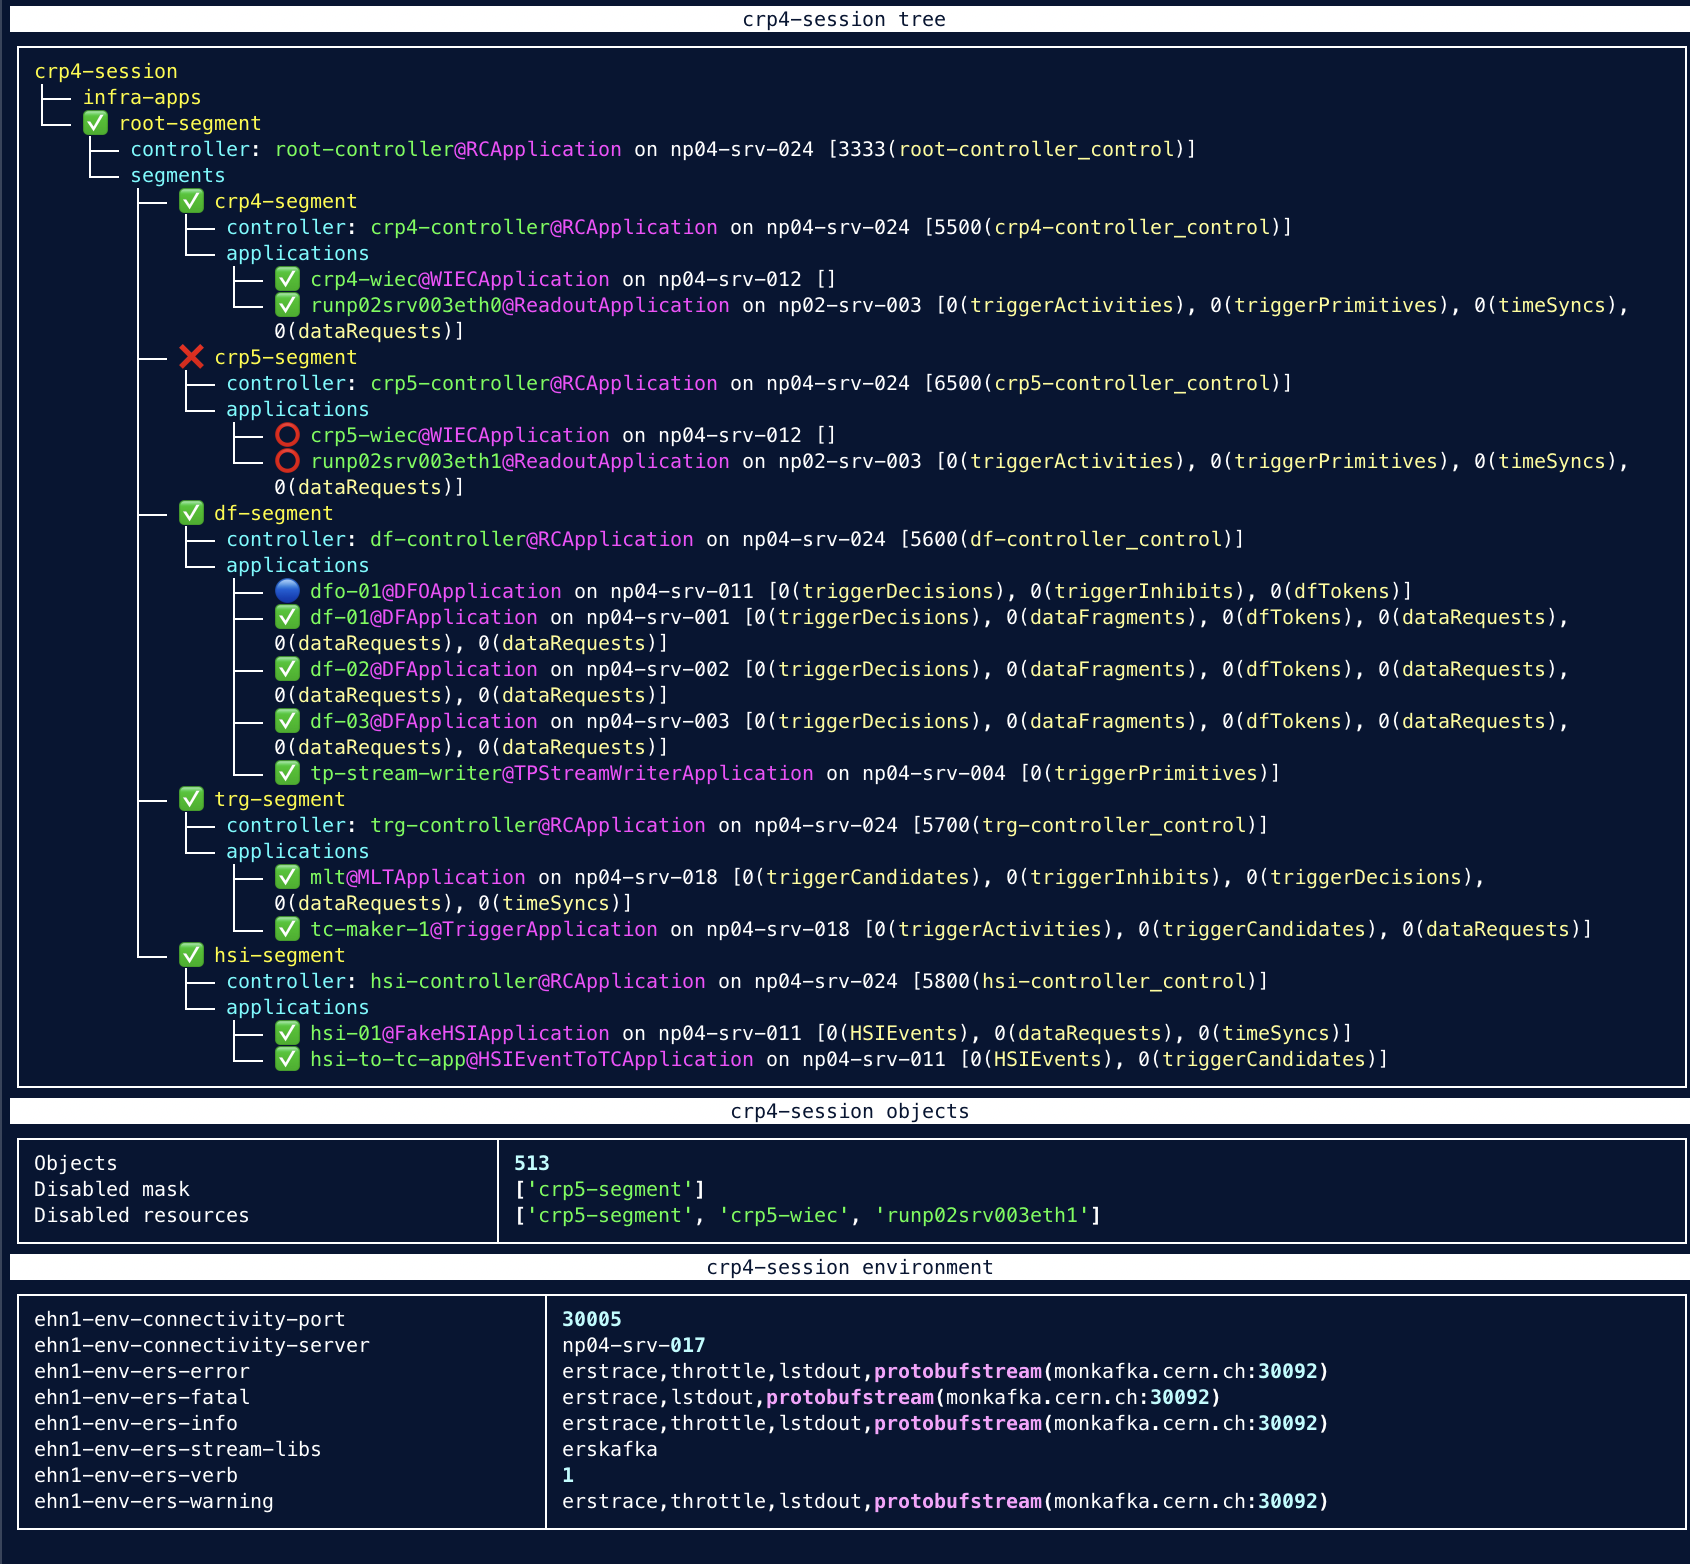 crp4-session tree
crp4-session
infra-apps
root-segment
controller: root-controller@RCApplication on np04-srv-024 [3333(root-controller_control)]
segments
crp4-segment
controller: crp4-controller@RCApplication on np04-srv-024 [5500(crp4-controller_control)]
applications
crp4-wiec@WIECApplication on np04-srv-012 []
runp02srv003eth0@ReadoutApplication on np02-srv-003 [0(triggerActivities), 0(triggerPrimitives), 0(timeSyncs),
0(dataRequests)]
crp5-segment
controller: crp5-controller@RCApplication on np04-srv-024 [6500(crp5-controller_control)]
applications
crp5-wiec@WIECApplication on np04-srv-012 []
runp02srv003eth1@ReadoutApplication on np02-srv-003 [0(triggerActivities), 0(triggerPrimitives), 0(timeSyncs),
0(dataRequests)]
df-segment
controller: df-controller@RCApplication on np04-srv-024 [5600(df-controller_control)]
applications
dfo-01@DFOApplication on np04-srv-011 [0(triggerDecisions), 0(triggerInhibits), 0(dfTokens)]
df-01@DFApplication on np04-srv-001 [0(triggerDecisions), 0(dataFragments), 0(dfTokens), 0(dataRequests),
0(dataRequests), 0(dataRequests)]
df-02@DFApplication on np04-srv-002 [0(triggerDecisions), 0(dataFragments), 0(dfTokens), 0(dataRequests),
0(dataRequests), 0(dataRequests)]
df-03@DFApplication on np04-srv-003 [0(triggerDecisions), 0(dataFragments), 0(dfTokens), 0(dataRequests),
0(dataRequests), 0(dataRequests)]
tp-stream-writer@TPStreamWriterApplication on np04-srv-004 [0(triggerPrimitives)]
trg-segment
controller: trg-controller@RCApplication on np04-srv-024 [5700(trg-controller_control)]
applications
mlt@MLTApplication on np04-srv-018 [0(triggerCandidates), 0(triggerInhibits), 0(triggerDecisions),
0(dataRequests), 0(timeSyncs)]
tc-maker-1@TriggerApplication on np04-srv-018 [0(triggerActivities), 0(triggerCandidates), 0(dataRequests)]
hsi-segment
controller: hsi-controller@RCApplication on np04-srv-024 [5800(hsi-controller_control)]
applications
hsi-01@FakeHSIApplication on np04-srv-011 [0(HSIEvents), 0(dataRequests), 0(timeSyncs)]
hsi-to-tc-app@HSIEventToTCApplication on np04-srv-011 [0(HSIEvents), 0(triggerCandidates)]
crp4-session objects
Objects 513
Disabled mask ['crp5-segment']
Disabled resources ['crp5-segment', 'crp5-wiec', 'runp02srv003eth1']
crp4-session environment
ehn1-env-connectivity-port 30005
ehn1-env-connectivity-server np04-srv-017
ehn1-env-ers-error erstrace,throttle,lstdout,protobufstream(monkafka.cern.ch:30092)
ehn1-env-ers-fatal erstrace,lstdout,protobufstream(monkafka.cern.ch:30092)
ehn1-env-ers-info erstrace,throttle,lstdout,protobufstream(monkafka.cern.ch:30092)
ehn1-env-ers-stream-libs erskafka
ehn1-env-ers-verb 1
ehn1-env-ers-warning erstrace,throttle,lstdout,protobufstream(monkafka.cern.ch:30092)